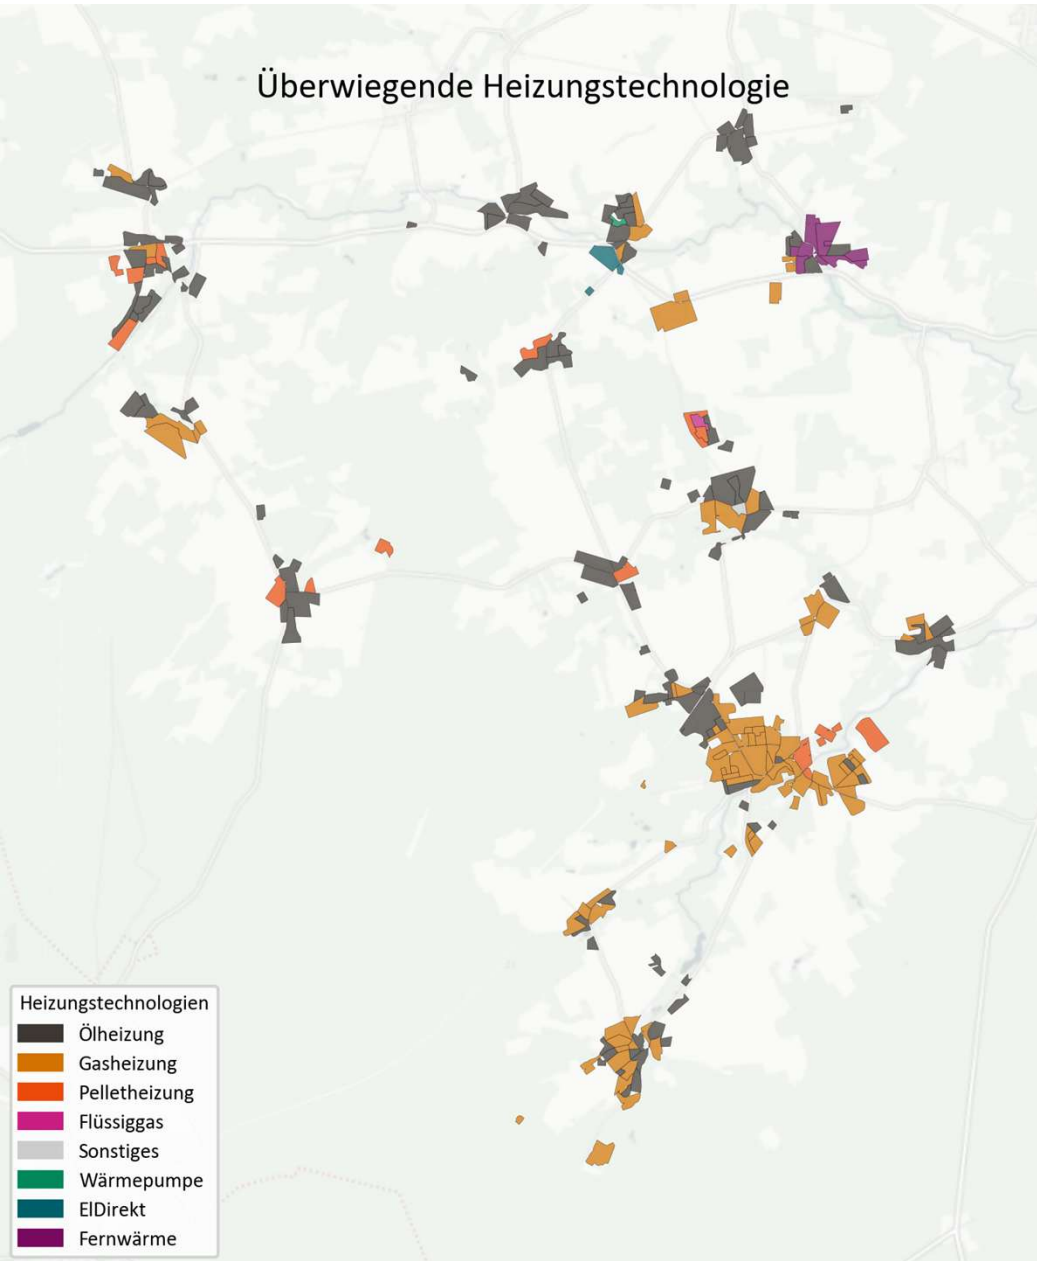 Überwiegende Heizungstechnologie
Heizungstechnologien
Ölheizung
Gasheizung
Pelletheizung
Flüssiggas
Sonstiges
Wärmepumpe
ElDirekt
Fernwärme